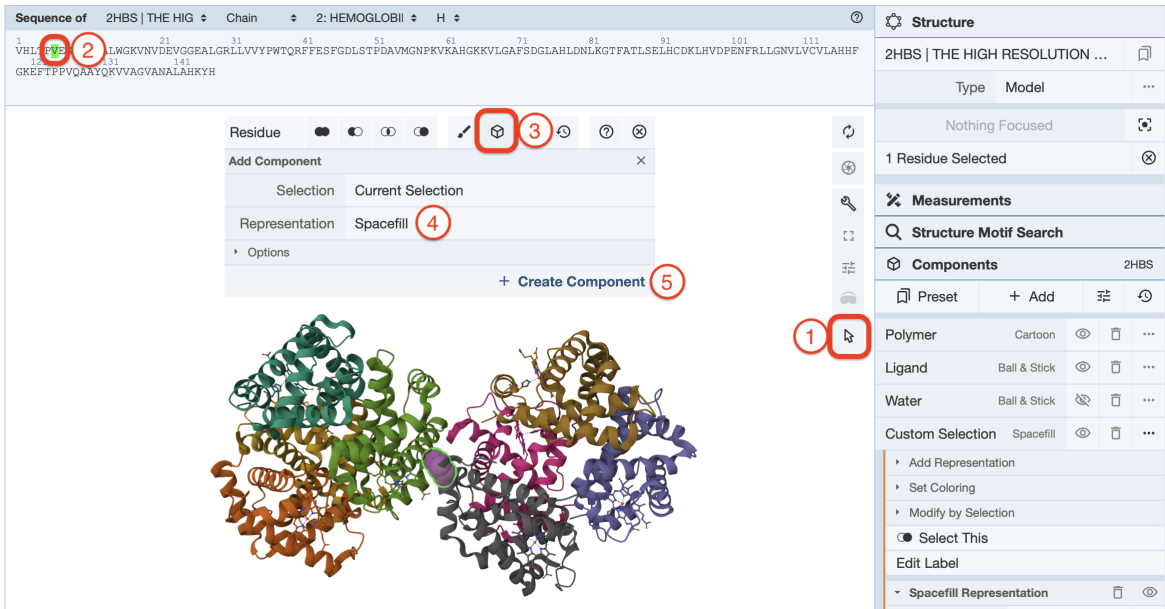 Sequence of 2HBS | THE HIG Chain 2: HEMOGLOBI H
1 21 31 41 51 61 71 81 91 101 111
VHLTPVE ALWGKVNVDEVGGEALGRLLVVYPWTQRFFESFGDLSTPDAVMGNPKVKAHGKKVLGAFSDGLAHLDNLKGTFATLSELHCDKLHVDPENFRLLGNVLVCVLAHHF
131 141
GKEFTPPVQAAYQKVVAGVANALAHKYH
2
Residue
3
Add Component
Selection Current Selection
Representation Spacefill 4
Options
+ Create Component 5
1
Structure
2HBS | THE HIGH RESOLUTION ...
Type Model
Nothing Focused
1 Residue Selected
Measurements
Structure Motif Search
Components 2HBS
Preset + Add
Polymer Cartoon
Ligand Ball & Stick
Water Ball & Stick
Custom Selection Spacefill
Add Representation
Set Coloring
Modify by Selection
Select This
Edit Label
Spacefill Representation